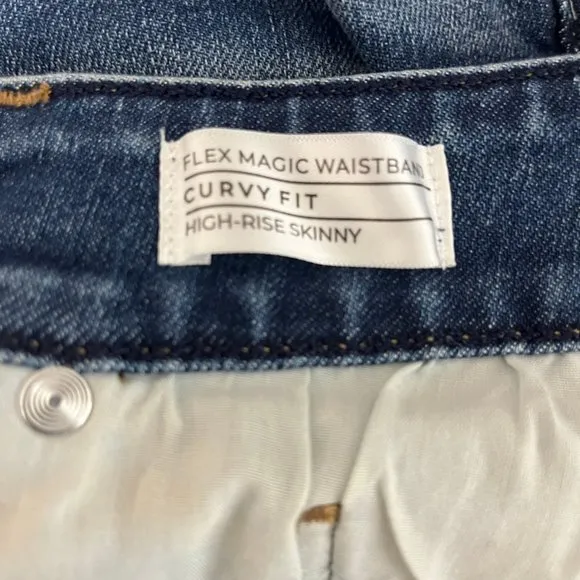 FLEX MAGIC WAISTBAND
CURVY FIT
HIGH-RISE SKINNY